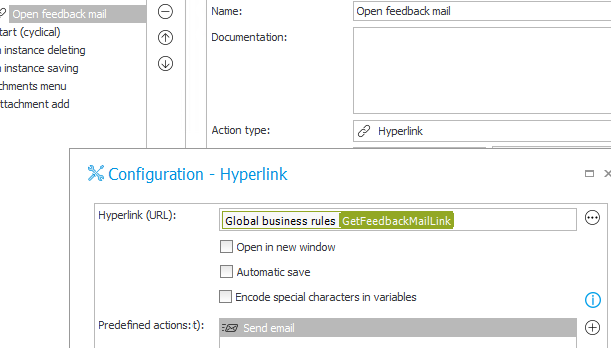 Open feedback mail
tart (cyclical)
n instance deleting
n instance saving
achments menu
ttachment add
Name:
Open feedback mail
Documentation:
Action type:
Hyperlink
Configuration - Hyperlink
Hyperlink (URL):
Global business rules GetFeedbackMailLink
Open in new window
Automatic save
Encode special characters in variables
Predefined actions:t):
Send email